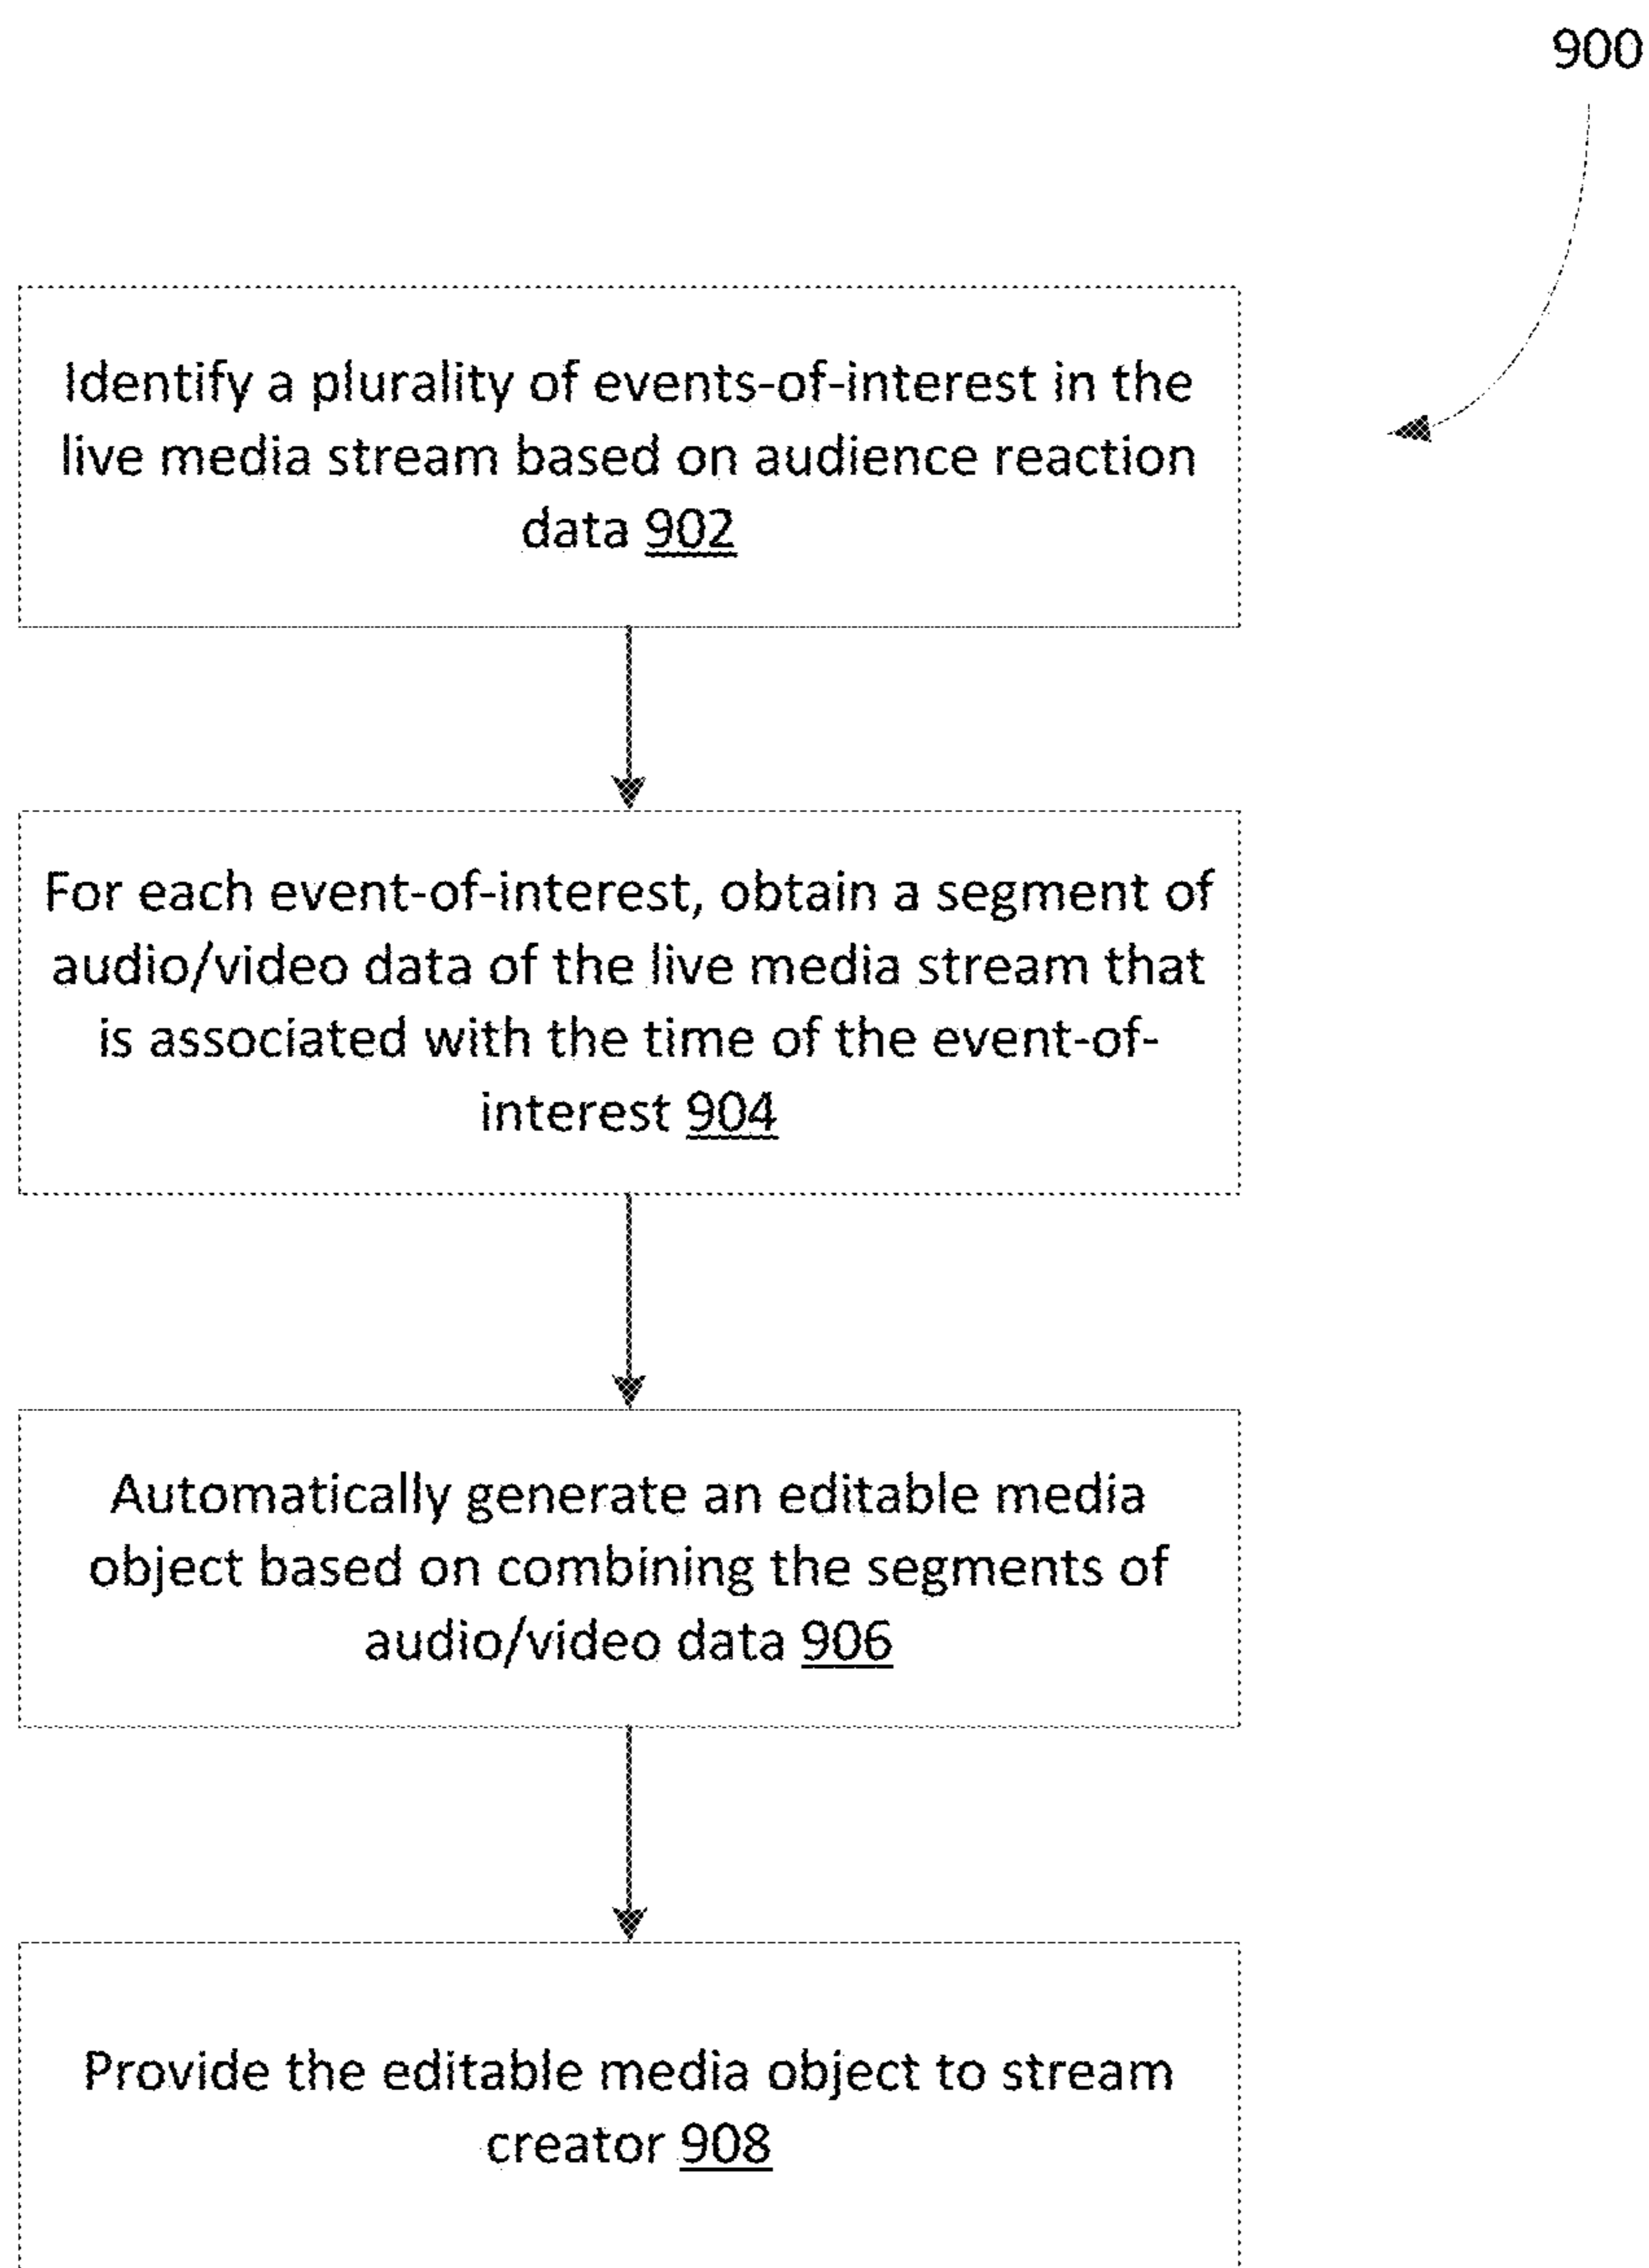 900
Identify a plurality of events-of-interest in the
live media stream based on audience reaction
data 902
For each event-of-interest, obtain a segment of
audio/video data of the live media stream that
is associated with the time of the event-of-
interest 904
Automatically generate an editable media
object based on combining the segments of
audio/video data 906
Provide the editable media object to stream
creator 908